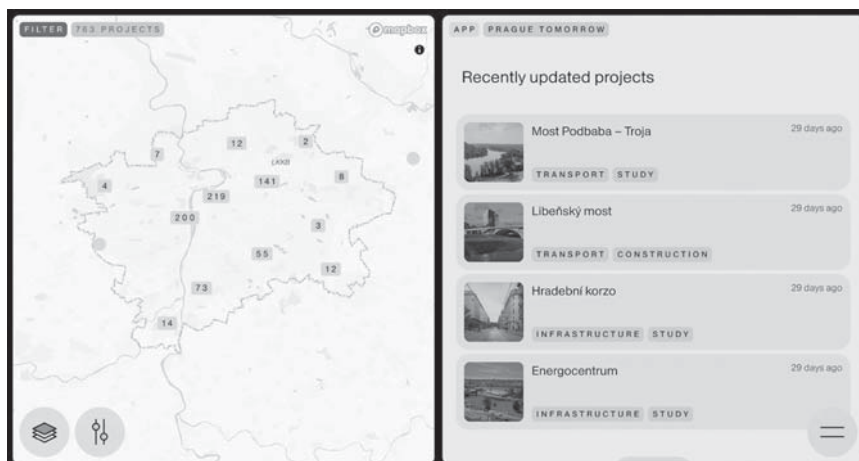 FILTER 763 PROJECTS
mapbox
2
12
7
LKKB
8
141
4
219
200
3
55
12
73
14
APP PRAGUE TOMORROW
Recently updated projects
Most Podbaba – Troja 29 days ago
TRANSPORT STUDY
Libeňský most 29 days ago
TRANSPORT CONSTRUCTION
Hradební korzo 29 days ago
INFRASTRUCTURE STUDY
Energocentrum 29 days ago
INFRASTRUCTURE STUDY